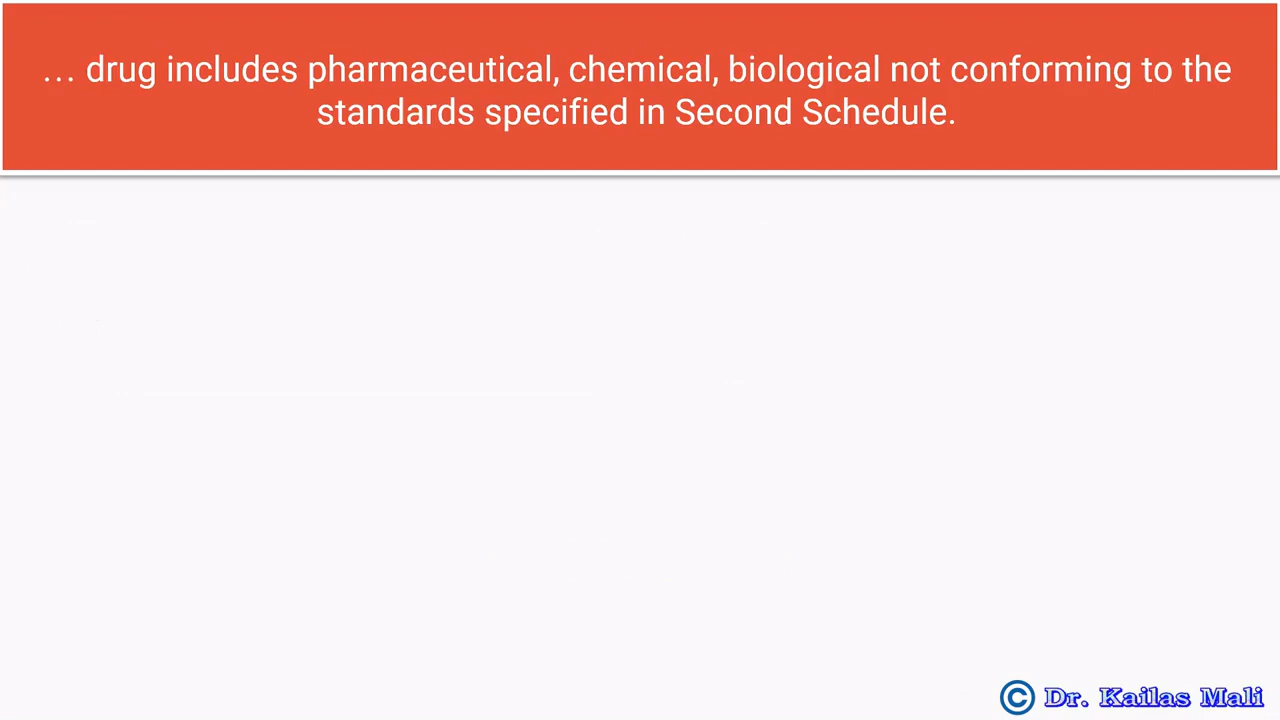 … drug includes pharmaceutical, chemical, biological not conforming to the
standards specified in Second Schedule.
© Dr. Kailas Mali